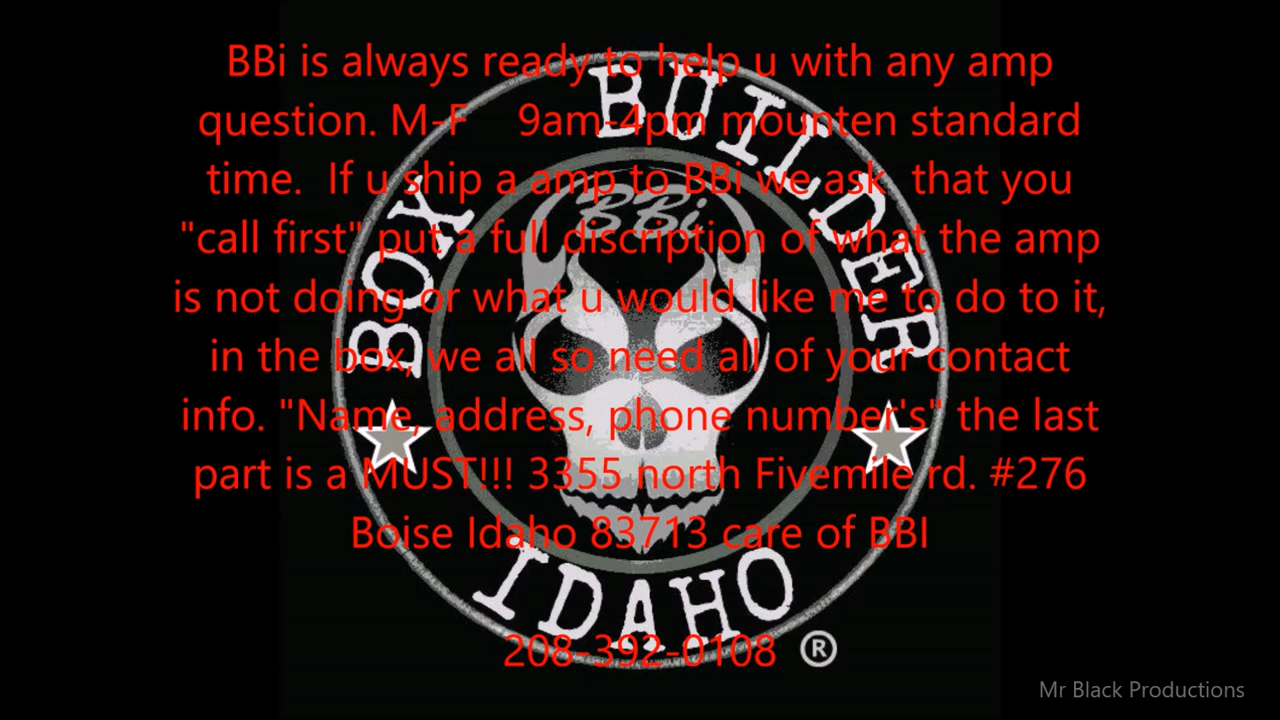 BBi is always ready to help u with any amp
question. M-F 9am-4pm mounten standard
time. If u ship a amp to BBi we ask that you
"call first" put a full discription of what the amp
is not doing or what u would like me to do to it,
in the box, we all so need all of your contact
info. "Name, address, phone number's" the last
part is a MUST!!! 3355 north Fivemile rd. #276
Boise Idaho 83713 care of BBI
208-392-0108 ®
BOX BUILDER
BBi
IDAHO
Mr Black Productions